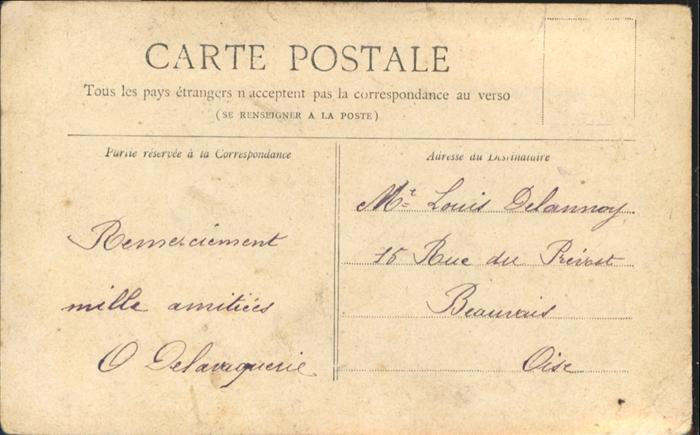 CARTE POSTALE
Tous les pays étrangers n'acceptent pas la correspondance au verso
(SE RENSEIGNER A LA POSTE)
Partie réservée à la Correspondance
Adresse du Destinataire
Remerciement
mille amitiées
O Delavaquerie
Mr Louis Delannoy
15 Rue du Prévost
Beauvais
Oise